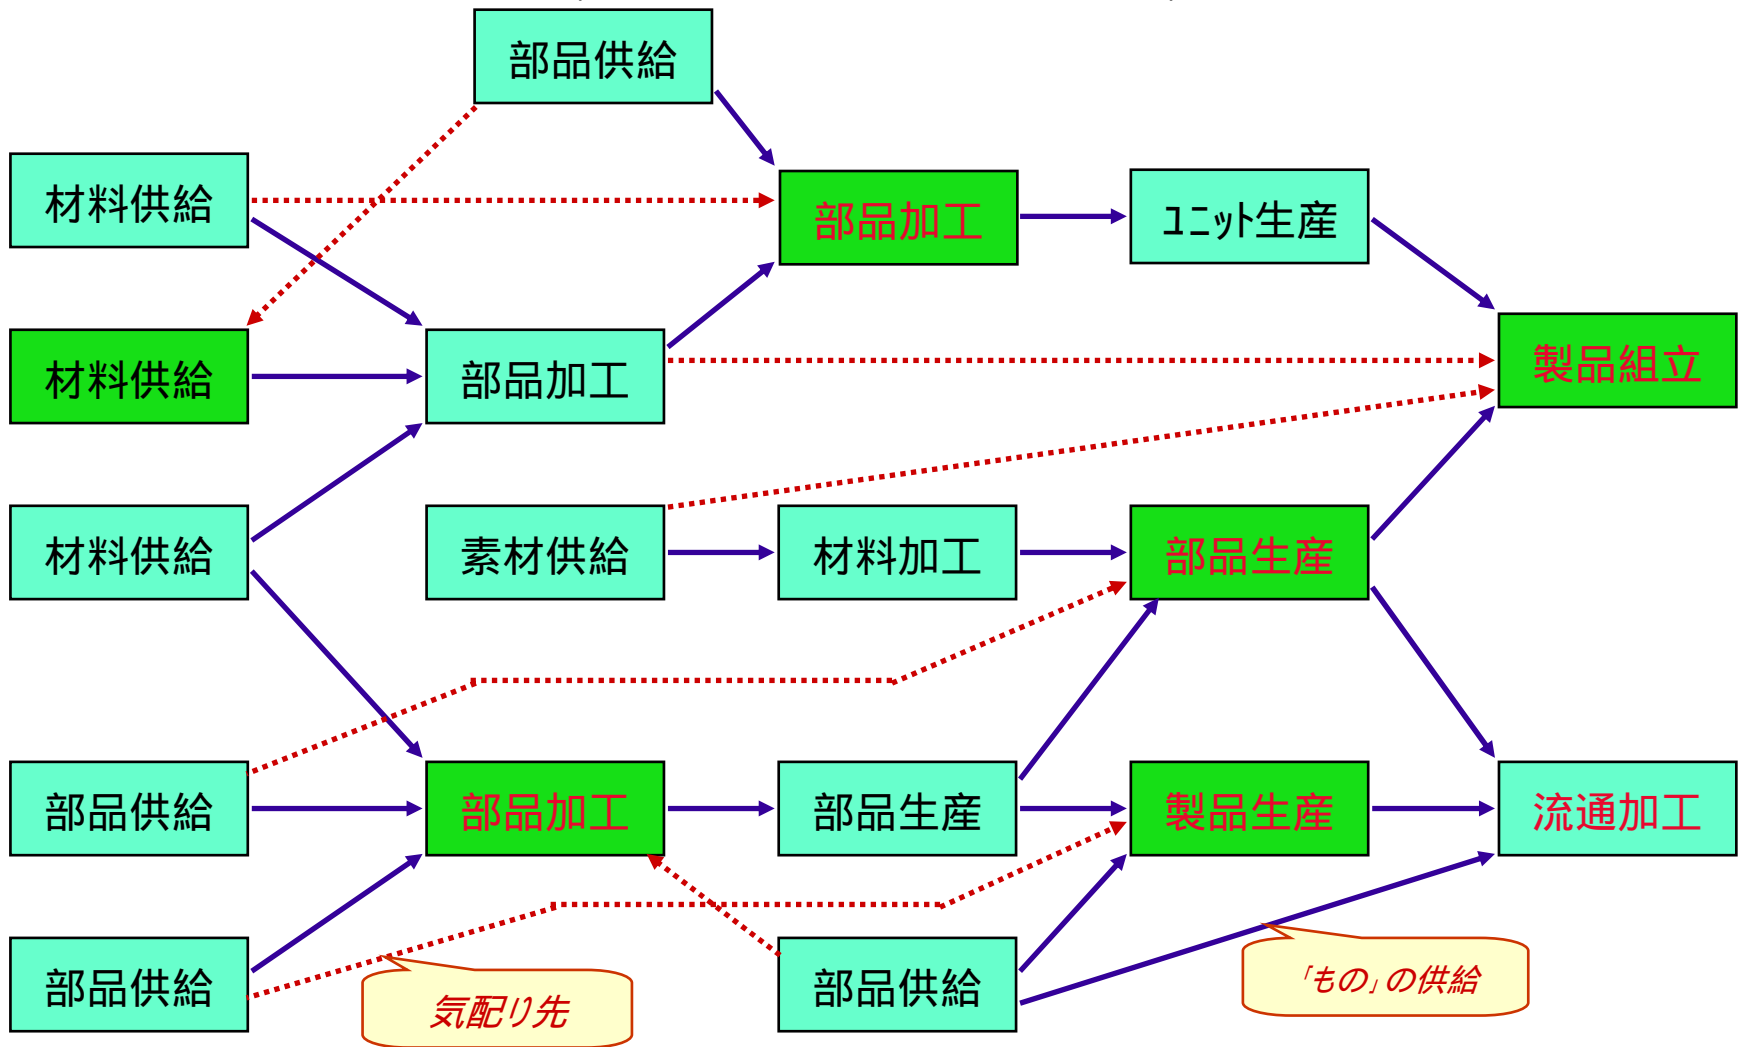 部品供給
材料供給
部品加工
ﾕﾆｯﾄ生産
材料供給
部品加工
製品組立
材料供給
素材供給
材料加工
部品生産
部品供給
部品加工
部品生産
製品生産
流通加工
部品供給
気配り先
部品供給
｢もの｣の供給